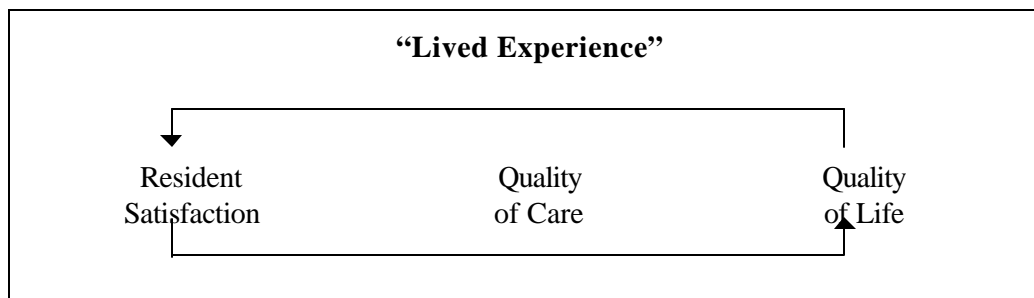 “Lived Experience”
Resident Quality Quality
Satisfaction of Care of Life